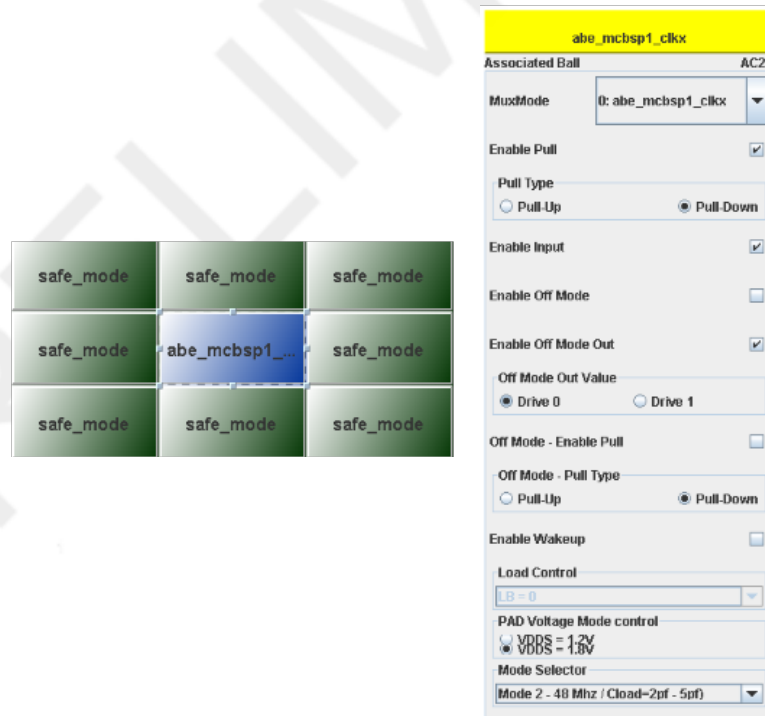 abe_mcbsp1_clkx
Associated Ball AC2
MuxMode 0: abe_mcbsp1_clkx
Enable Pull
Pull Type
Pull-Up Pull-Down
Enable Input
Enable Off Mode
Enable Off Mode Out
Off Mode Out Value
Drive 0 Drive 1
Off Mode - Enable Pull
Off Mode - Pull Type
Pull-Up Pull-Down
Enable Wakeup
Load Control
LB = 0
PAD Voltage Mode control
VDDS = 1.2V
VDDS = 1.8V
Mode Selector
Mode 2 - 48 Mhz / Cload=2pf - 5pf)
safe_mode safe_mode safe_mode
safe_mode abe_mcbsp1_... safe_mode
safe_mode safe_mode safe_mode